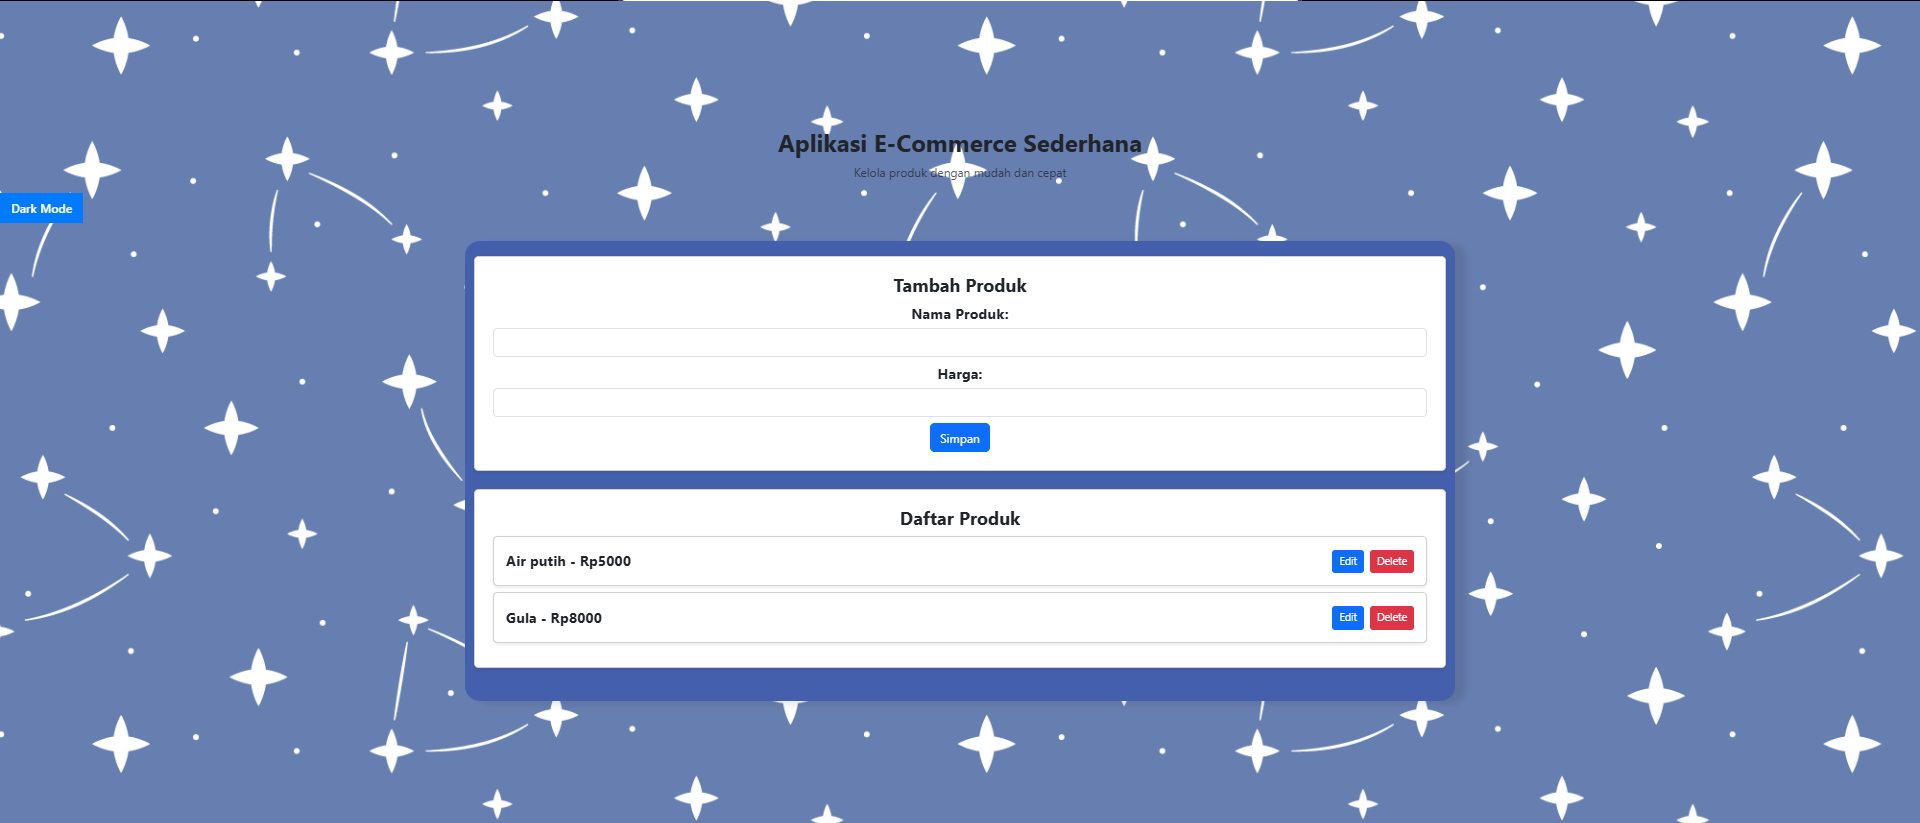 Aplikasi E-Commerce Sederhana
Kelola produk dengan mudah dan cepat
Dark Mode
Tambah Produk
Nama Produk:
Harga:
Simpan
Daftar Produk
Air putih - Rp5000 Edit Delete
Gula - Rp8000 Edit Delete